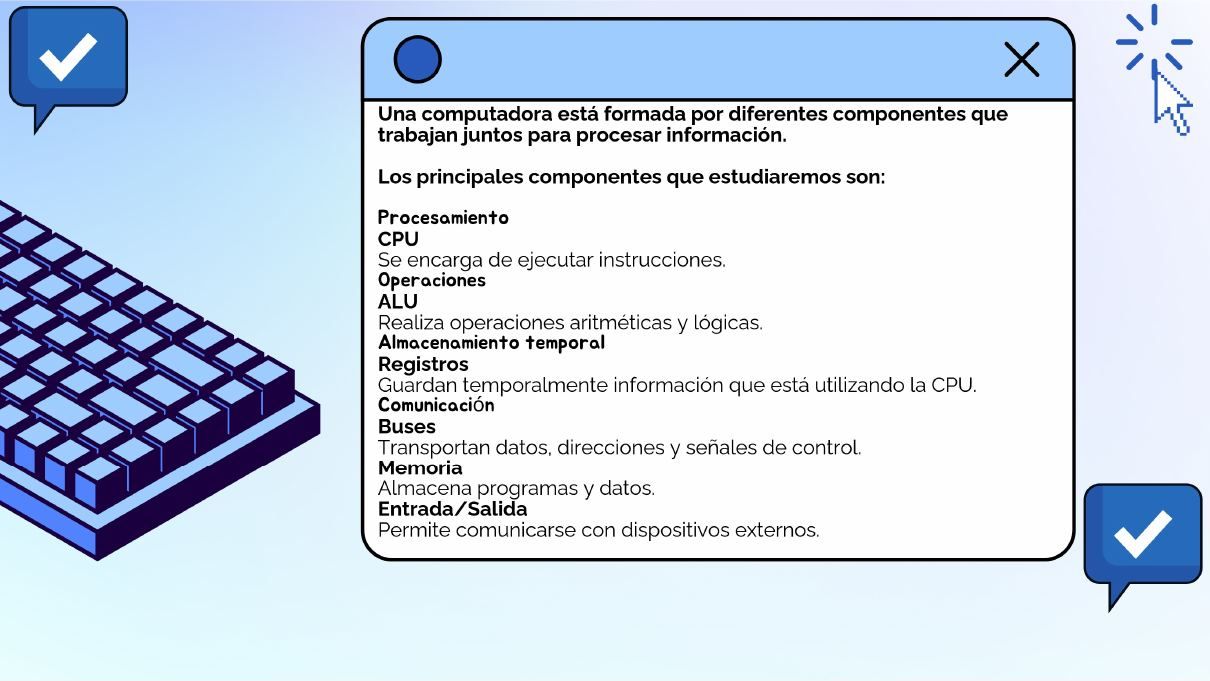 Una computadora está formada por diferentes componentes que
trabajan juntos para procesar información.
Los principales componentes que estudiaremos son:
Procesamiento
CPU
Se encarga de ejecutar instrucciones.
Operaciones
ALU
Realiza operaciones aritméticas y lógicas.
Almacenamiento temporal
Registros
Guardan temporalmente información que está utilizando la CPU.
Comunicación
Buses
Transportan datos, direcciones y señales de control.
Memoria
Almacena programas y datos.
Entrada/Salida
Permite comunicarse con dispositivos externos.